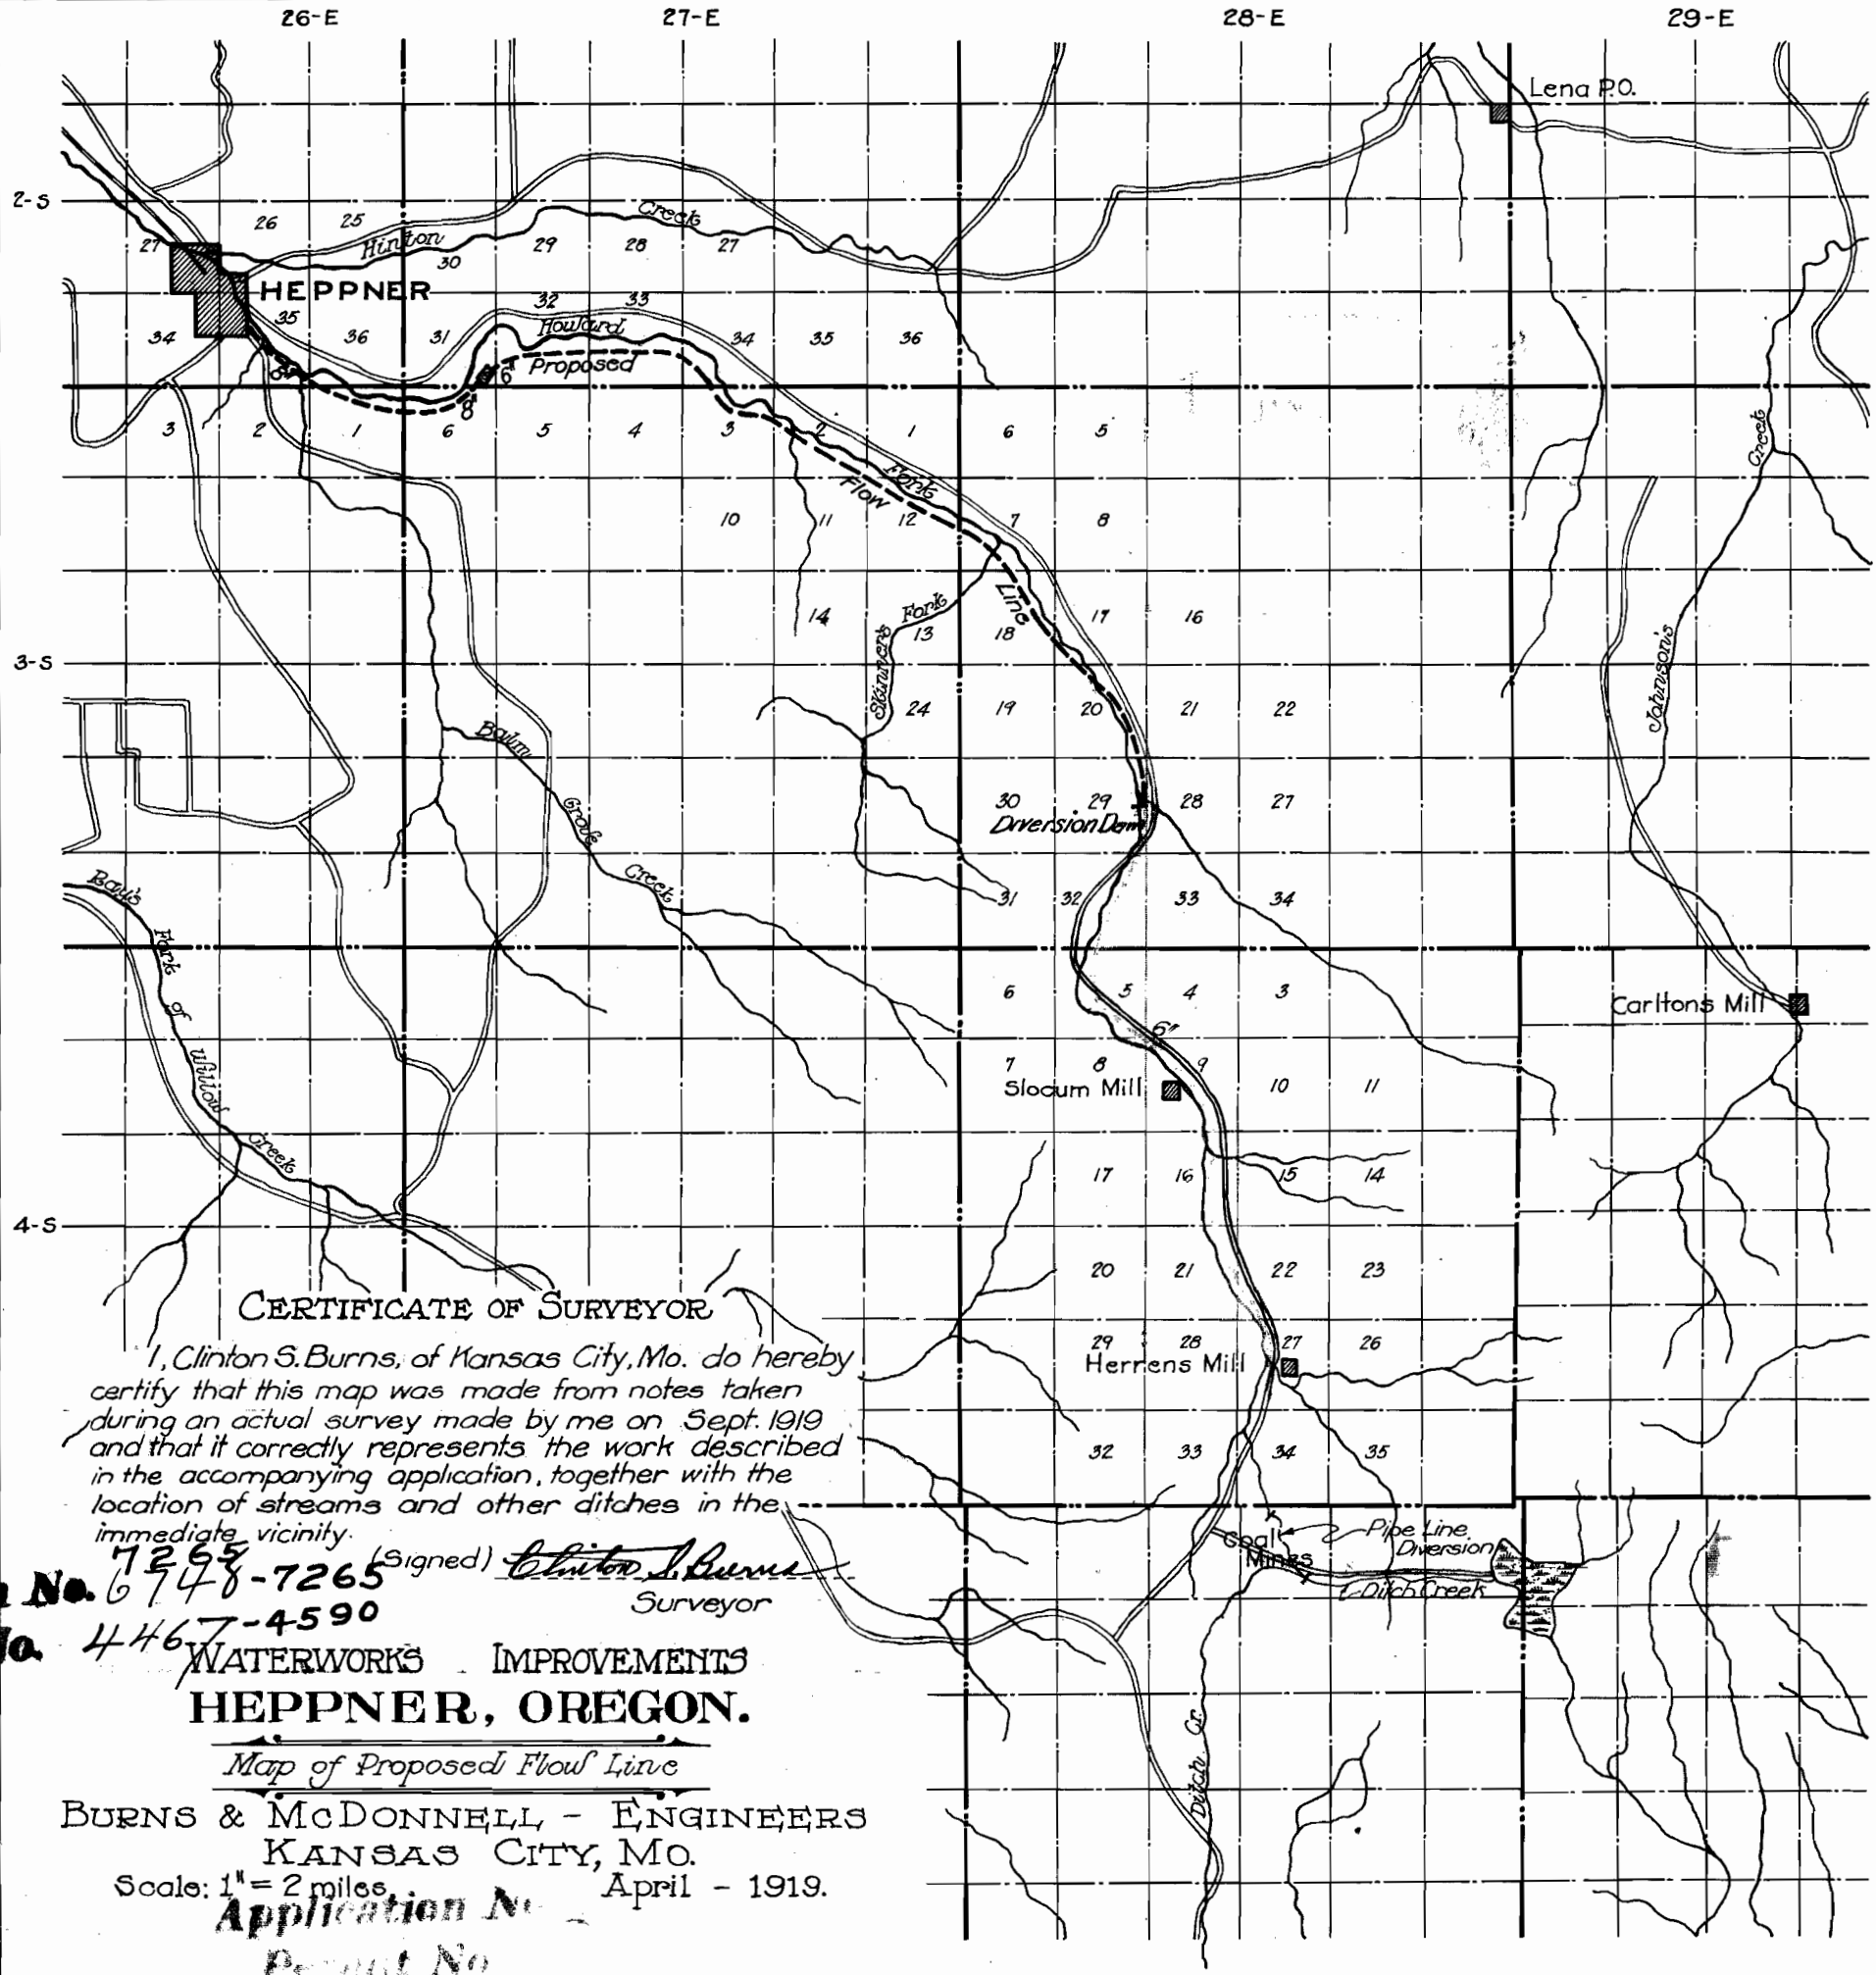 26-E 27-E 28-E 29-E
Lena P.O.
2-S
26 25 Creek
27 Hinton 30 29 28 27
HEPPNER
35 32 33
34 36 31 Howard 34 35 36
8" 6" Proposed
8"
3 2 1 6 5 4 3 2 1 6 5
Creek
Fork
Flow
10 11 12 7 8
Line
14 Fork 13 18 17 16
3-S
Skinners
Johnson's
24 19 20 21 22
Balm
Grove
Creek
30 29 28 27
Diversion Dam
31 32 33 34
Fork of Willow Creek
6 5 4 3
Carltons Mill
6"
7 8 9
Slocum Mill 10 11
17 16 15 14
4-S
20 21 22 23
29 28 27 26
Herrens Mill
32 33 34 35
Coal Mines
Pipe Line
Diversion
Ditch Creek
Ditch Cr.
CERTIFICATE OF SURVEYOR
I, Clinton S. Burns, of Kansas City, Mo. do hereby
certify that this map was made from notes taken
during an actual survey made by me on Sept. 1919
and that it correctly represents the work described
in the accompanying application, together with the
location of streams and other ditches in the
immediate vicinity.
(Signed) Clinton S. Burns
Surveyor
7265
No. 6748-7265
4467-4590
WATERWORKS IMPROVEMENTS
HEPPNER, OREGON.
Map of Proposed Flow Line
BURNS & McDONNELL - ENGINEERS
KANSAS CITY, MO.
Scale: 1" = 2 miles. April - 1919.
Application No
Permit No